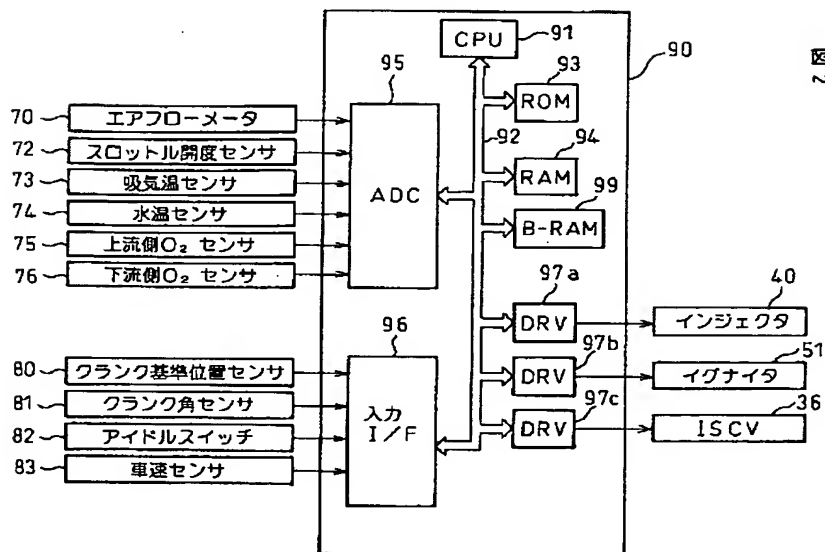 図2
CPU
91
90
95
93
ROM
92
94
RAM
99
B-RAM
ADC
70 エアフローメータ
72 スロットル開度センサ
73 吸気温センサ
74 水温センサ
75 上流側O₂ センサ
76 下流側O₂ センサ
96
入力
I/F
80 クランク基準位置センサ
81 クランク角センサ
82 アイドルスイッチ
83 車速センサ
97a
DRV
40
インジェクタ
97b
DRV
51
イグナイタ
97c
DRV
36
ISCV